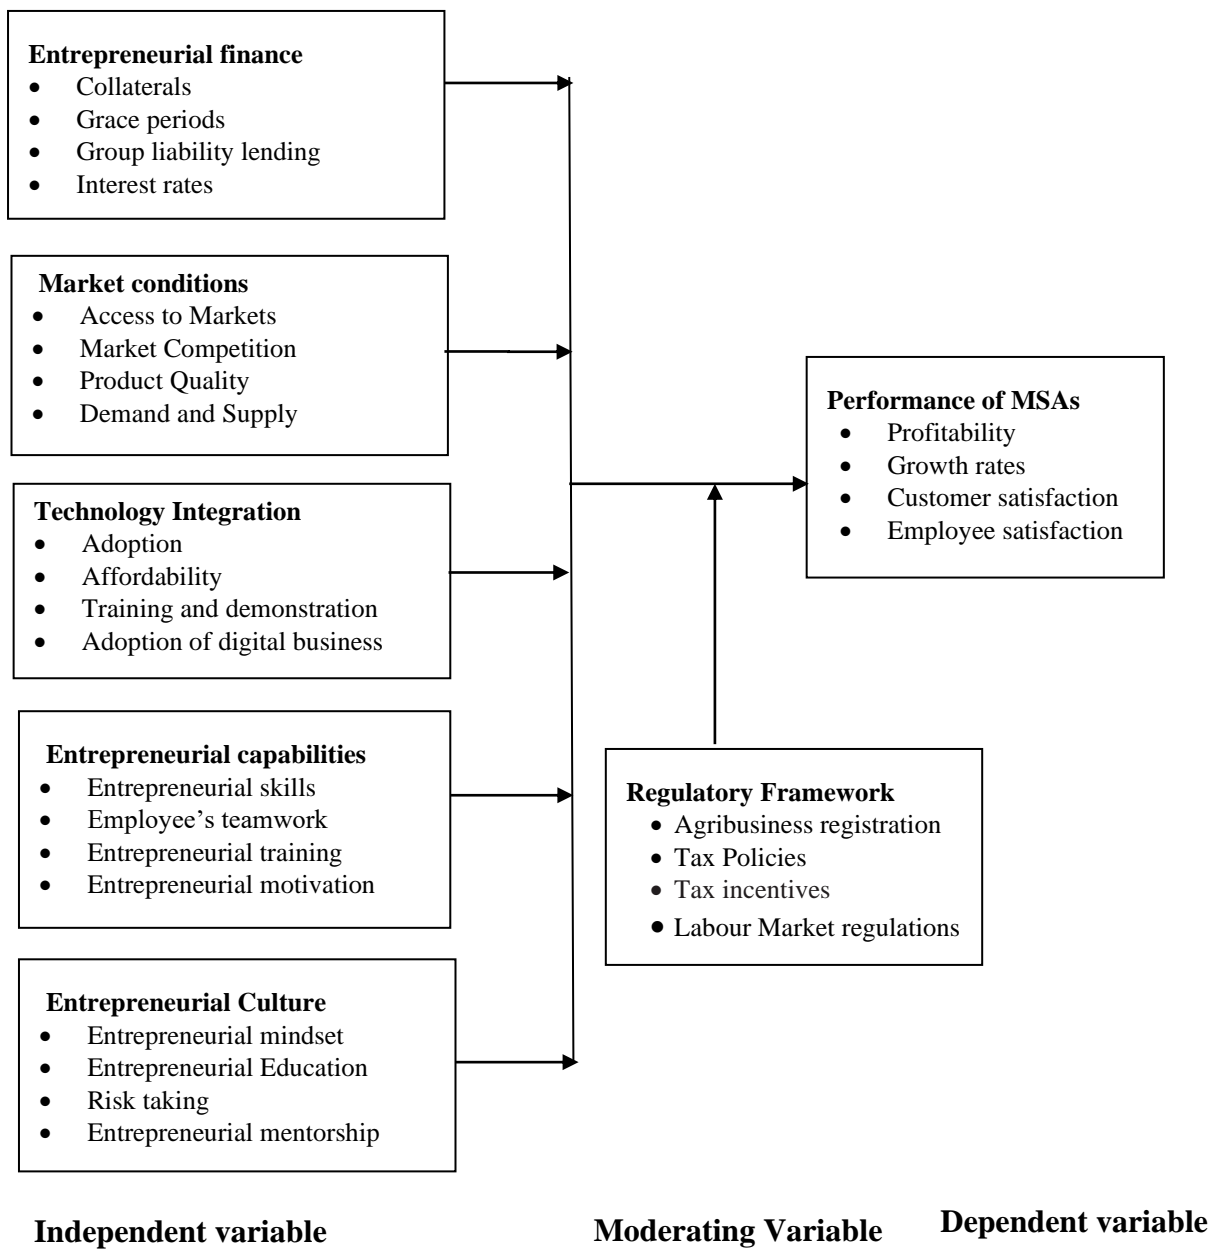 Entrepreneurial finance
• Collaterals
• Grace periods
• Group liability lending
• Interest rates
Market conditions
• Access to Markets
• Market Competition
• Product Quality
• Demand and Supply
Technology Integration
• Adoption
• Affordability
• Training and demonstration
• Adoption of digital business
Entrepreneurial capabilities
• Entrepreneurial skills
• Employee’s teamwork
• Entrepreneurial training
• Entrepreneurial motivation
Entrepreneurial Culture
• Entrepreneurial mindset
• Entrepreneurial Education
• Risk taking
• Entrepreneurial mentorship
Performance of MSAs
• Profitability
• Growth rates
• Customer satisfaction
• Employee satisfaction
Regulatory Framework
• Agribusiness registration
• Tax Policies
• Tax incentives
• Labour Market regulations
Independent variable
Moderating Variable
Dependent variable